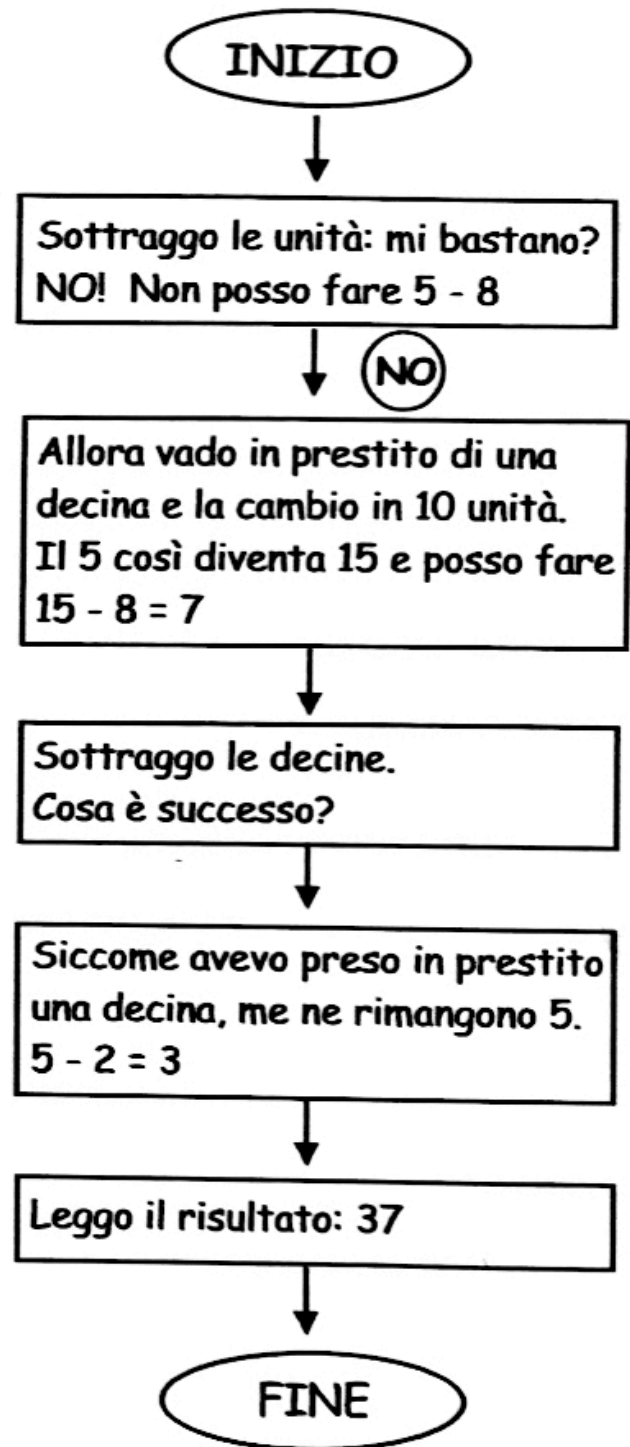 INIZIO
Sottraggo le unità: mi bastano?
NO! Non posso fare 5 - 8
NO
Allora vado in prestito di una
decina e la cambio in 10 unità.
Il 5 così diventa 15 e posso fare
15 - 8 = 7
Sottraggo le decine.
Cosa è successo?
Siccome avevo preso in prestito
una decina, me ne rimangono 5.
5 - 2 = 3
Leggo il risultato: 37
FINE